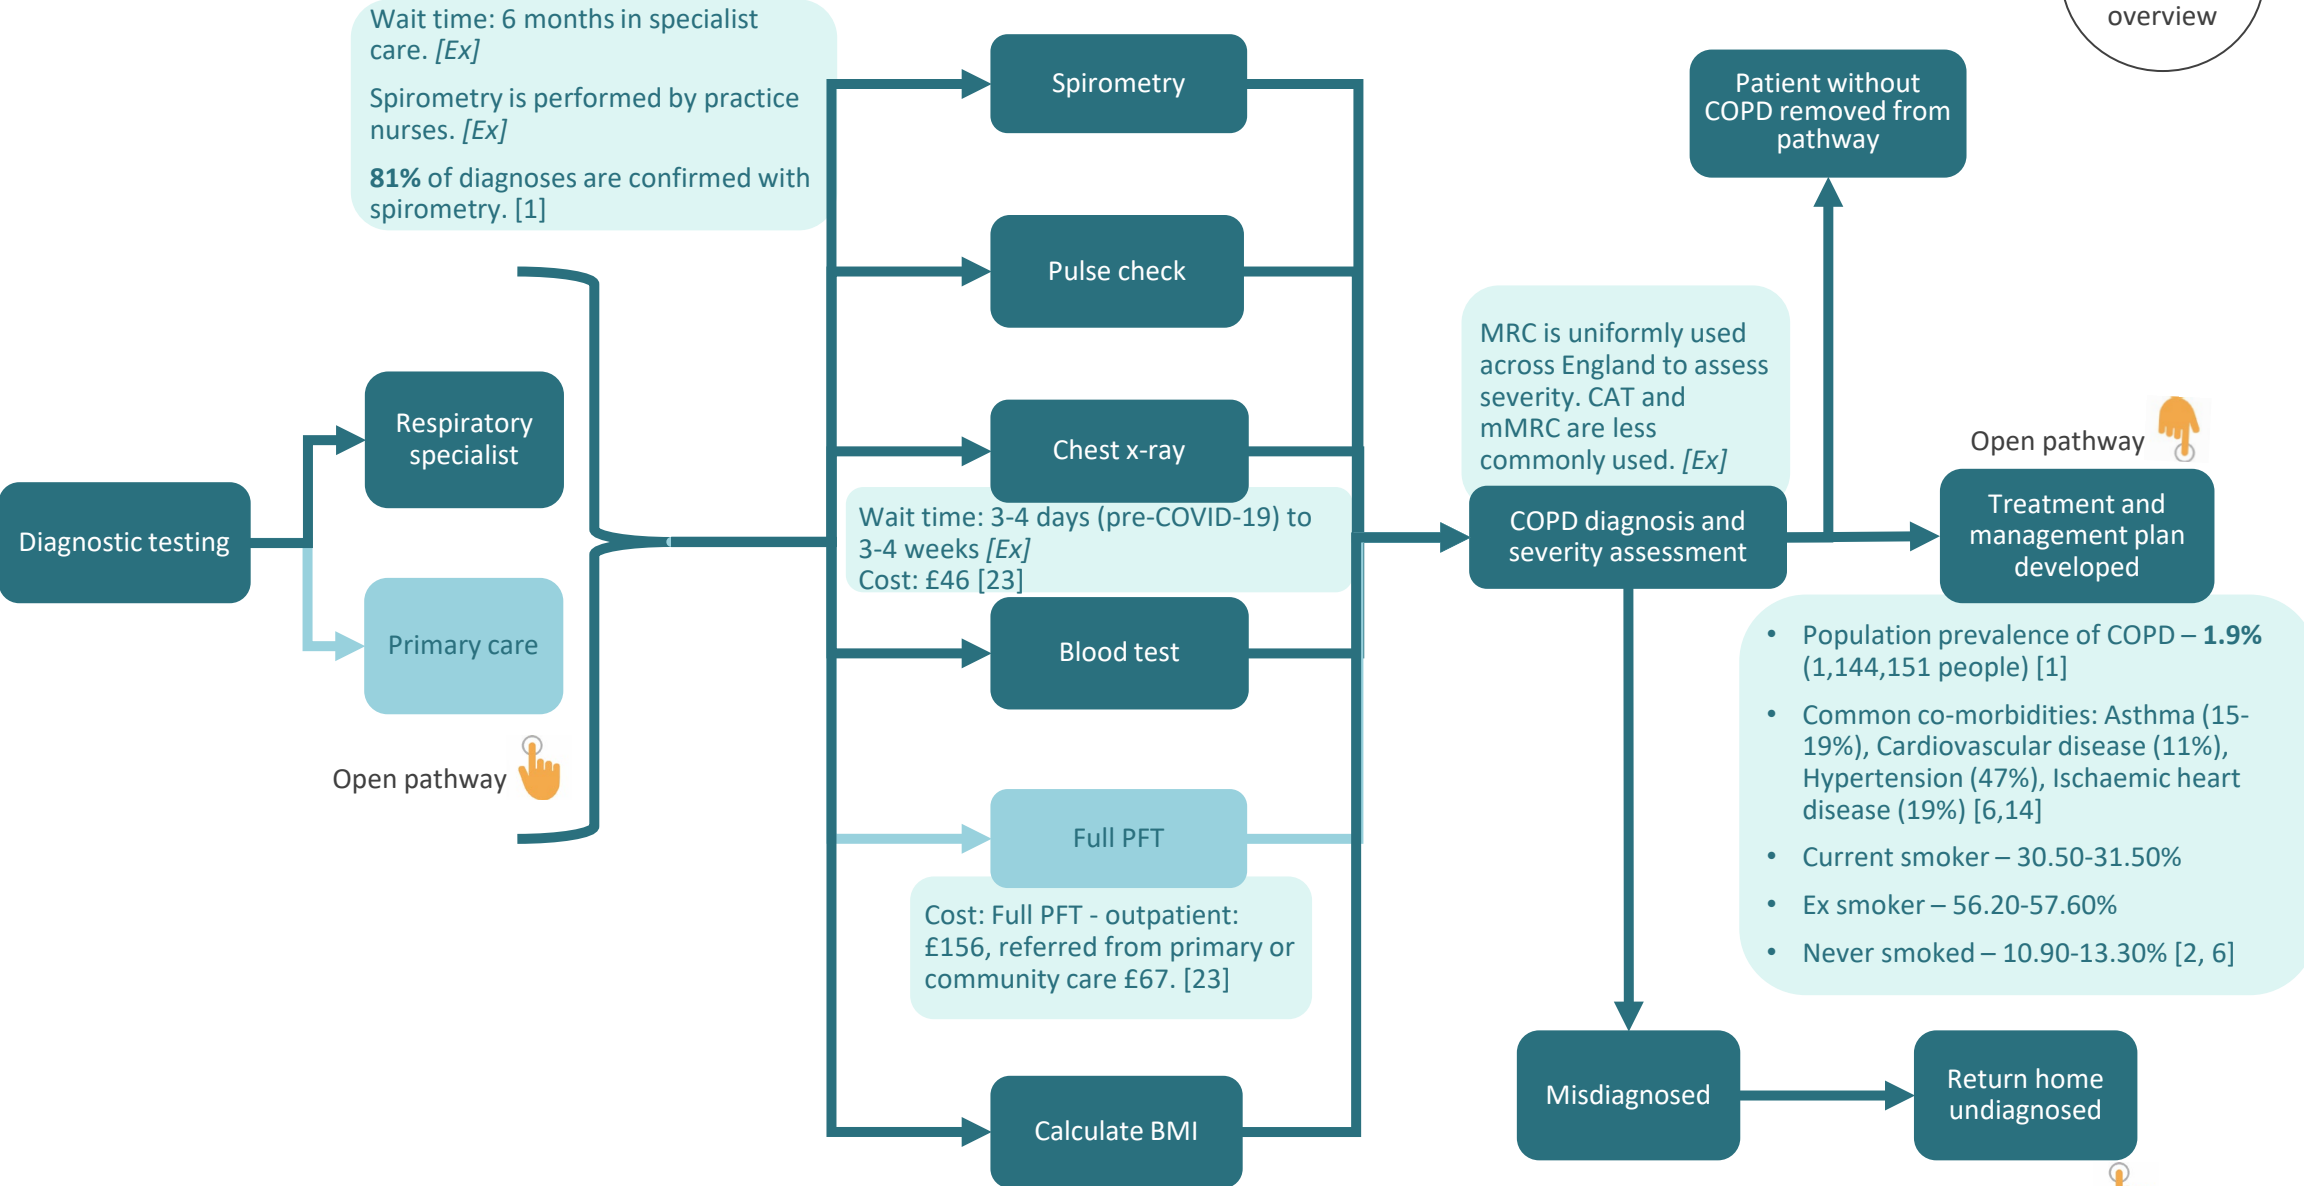 overview
Wait time: 6 months in specialist
care. [Ex]
Spirometry is performed by practice
nurses. [Ex]
81% of diagnoses are confirmed with
spirometry. [1]
Diagnostic testing
Respiratory
specialist
Primary care
Open pathway
Spirometry
Pulse check
Chest x-ray
Wait time: 3-4 days (pre-COVID-19) to
3-4 weeks [Ex]
Cost: £46 [23]
Blood test
Full PFT
Cost: Full PFT - outpatient:
£156, referred from primary or
community care £67. [23]
Calculate BMI
MRC is uniformly used
across England to assess
severity. CAT and
mMRC are less
commonly used. [Ex]
COPD diagnosis and
severity assessment
Patient without
COPD removed from
pathway
Open pathway
Treatment and
management plan
developed
• Population prevalence of COPD – 1.9%
(1,144,151 people) [1]
• Common co-morbidities: Asthma (15-
19%), Cardiovascular disease (11%),
Hypertension (47%), Ischaemic heart
disease (19%) [6,14]
• Current smoker – 30.50-31.50%
• Ex smoker – 56.20-57.60%
• Never smoked – 10.90-13.30% [2, 6]
Misdiagnosed
Return home
undiagnosed